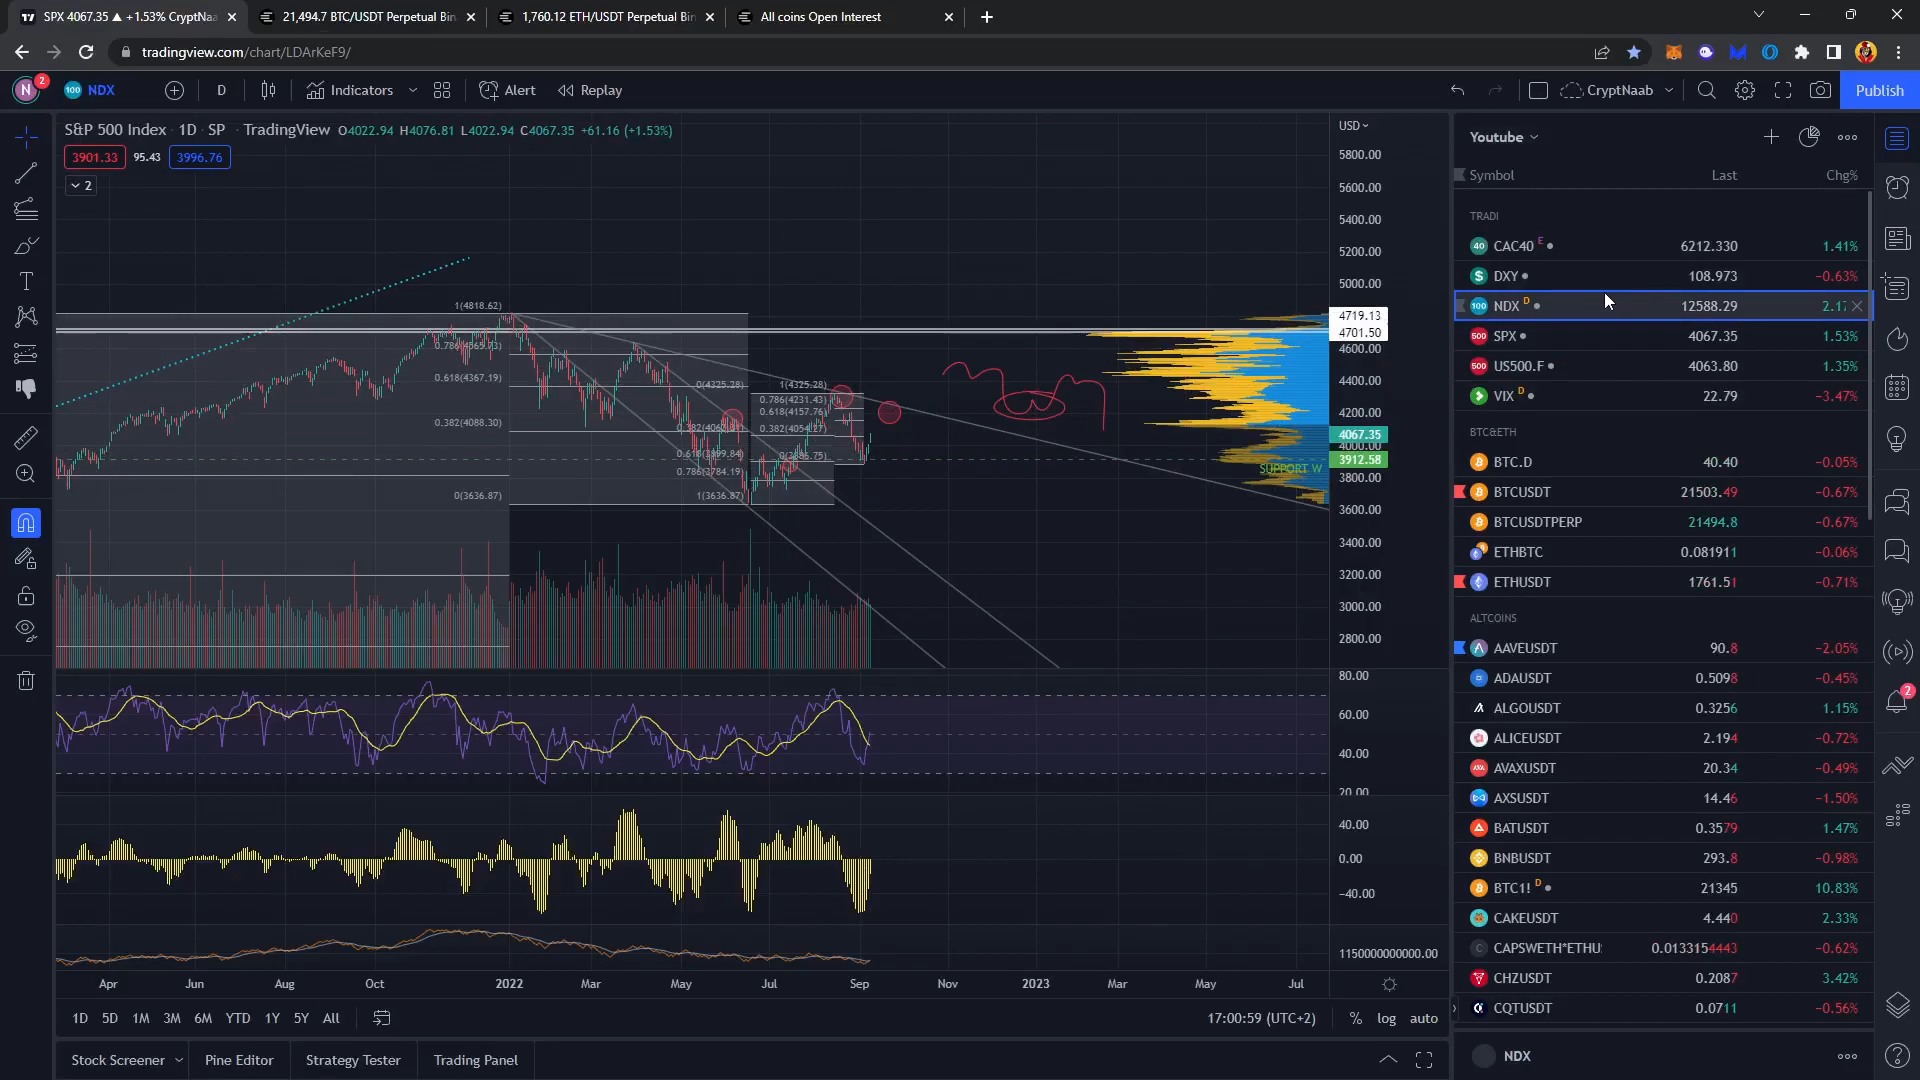 SPX 4067.35 ▲ +1.53% CryptNaa
21,494.7 BTC/USDT Perpetual Bin
1,760.12 ETH/USDT Perpetual Bin
All coins Open Interest
tradingview.com/chart/LDArKeF9/
N 2
100 NDX
D
Indicators
Alert
Replay
CryptNaab
Publish
S&P 500 Index · 1D · SP · TradingView O4022.94 H4076.81 L4022.94 C4067.35 +61.16 (+1.53%)
3901.33 95.43 3996.76
2
USD
5800.00
5600.00
5400.00
5200.00
5000.00
4719.13
4701.50
4600.00
4400.00
4200.00
4067.35
4000.00
3912.58
3800.00
3600.00
3400.00
3200.00
3000.00
2800.00
1(4818.62)
0.618(4367.19)
0.382(4088.30)
0(3636.87)
0(4325.28)
0.786(3784.19)
1(3636.87)
1(4325.28)
0.786(4231.43)
0.618(4157.76)
0.382(4054.27)
SUPPORT W
80.00
60.00
40.00
20.00
40.00
0.00
−40.00
1150000000000.00
Apr Jun Aug Oct 2022 Mar May Jul Sep Nov 2023 Mar May Jul
1D 5D 1M 3M 6M YTD 1Y 5Y All
17:00:59 (UTC+2) % log auto
Stock Screener Pine Editor Strategy Tester Trading Panel
Youtube
Symbol Last Chg%
TRADI
40 CAC40 E 6212.330 1.41%
$ DXY 108.973 −0.63%
100 NDX D 12588.29 2.17
500 SPX 4067.35 1.53%
500 US500.F 4063.80 1.35%
VIX D 22.79 −3.47%
BTC&ETH
BTC.D 40.40 −0.05%
BTCUSDT 21503.49 −0.67%
BTCUSDTPERP 21494.8 −0.67%
ETHBTC 0.081911 −0.06%
ETHUSDT 1761.51 −0.71%
ALTCOINS
AAVEUSDT 90.8 −2.05%
ADAUSDT 0.5098 −0.45%
ALGOUSDT 0.3256 1.15%
ALICEUSDT 2.194 −0.72%
AVAXUSDT 20.34 −0.49%
AXSUSDT 14.46 −1.50%
BATUSDT 0.3579 1.47%
BNBUSDT 293.8 −0.98%
BTC1! D 21345 10.83%
CAKEUSDT 4.440 2.33%
C CAPSWETH*ETHU: 0.0133154443 −0.62%
CHZUSDT 0.2087 3.42%
CQTUSDT 0.0711 −0.56%
NDX
2